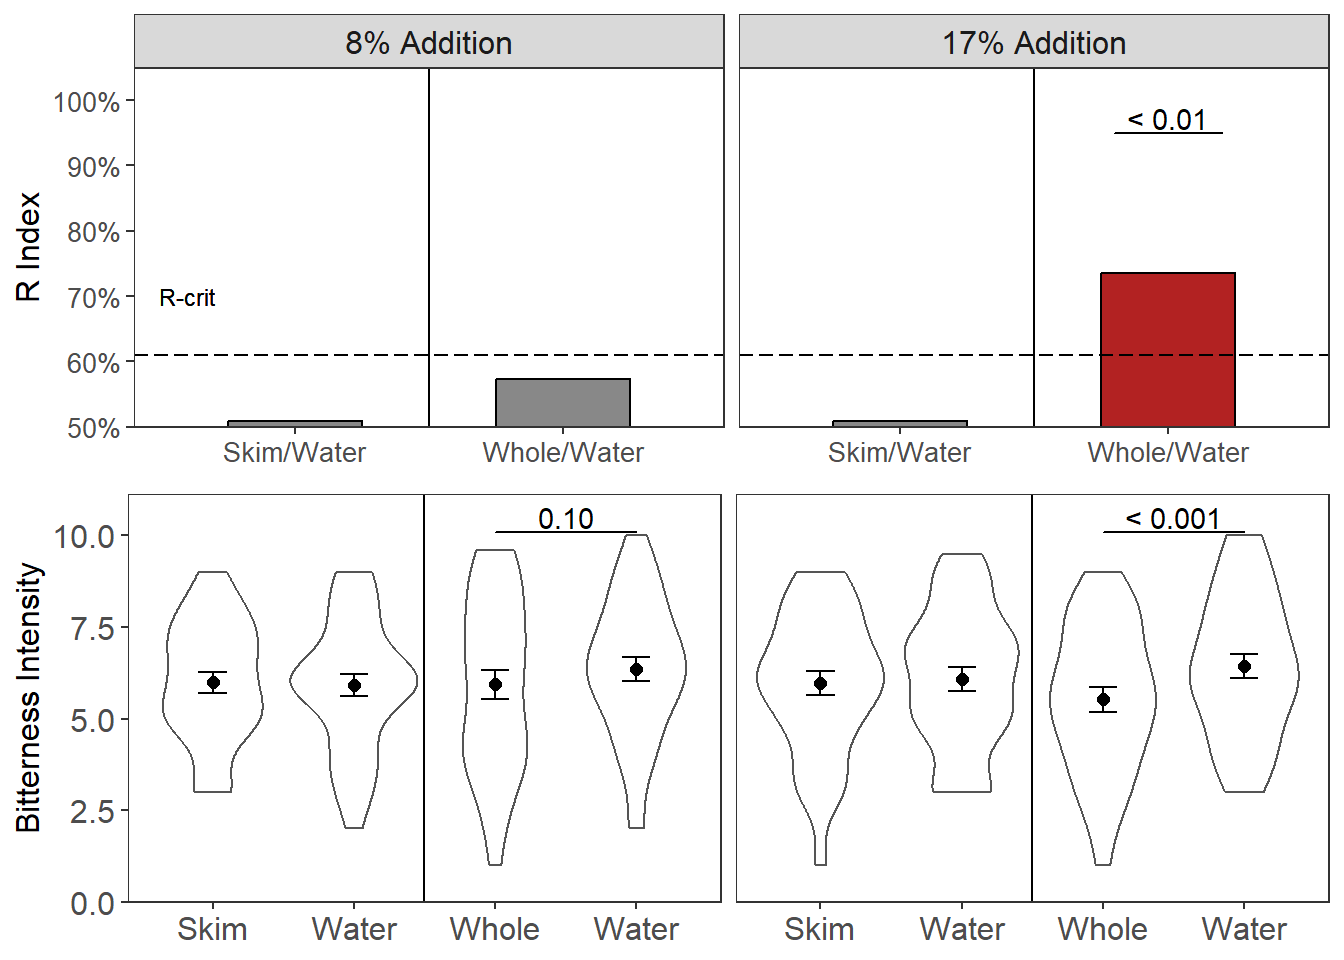 8% Addition
17% Addition
R Index
100%
90%
80%
70%
60%
50%
R-crit
< 0.01
Skim/Water
Whole/Water
Skim/Water
Whole/Water
Bitterness Intensity
10.0
7.5
5.0
2.5
0.0
0.10
< 0.001
Skim
Water
Whole
Water
Skim
Water
Whole
Water